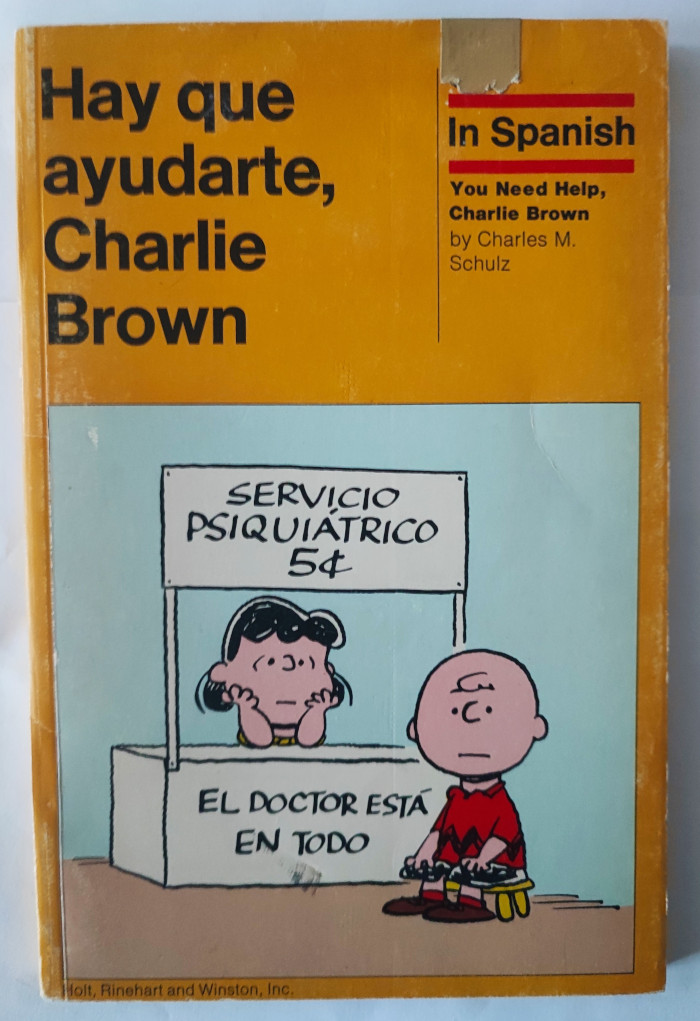 Hay que
ayudarte,
Charlie
Brown
In Spanish
You Need Help,
Charlie Brown
by Charles M.
Schulz
SERVICIO
PSIQUIÁTRICO
5¢
EL DOCTOR ESTÁ
EN TODO
Holt, Rinehart and Winston, Inc.